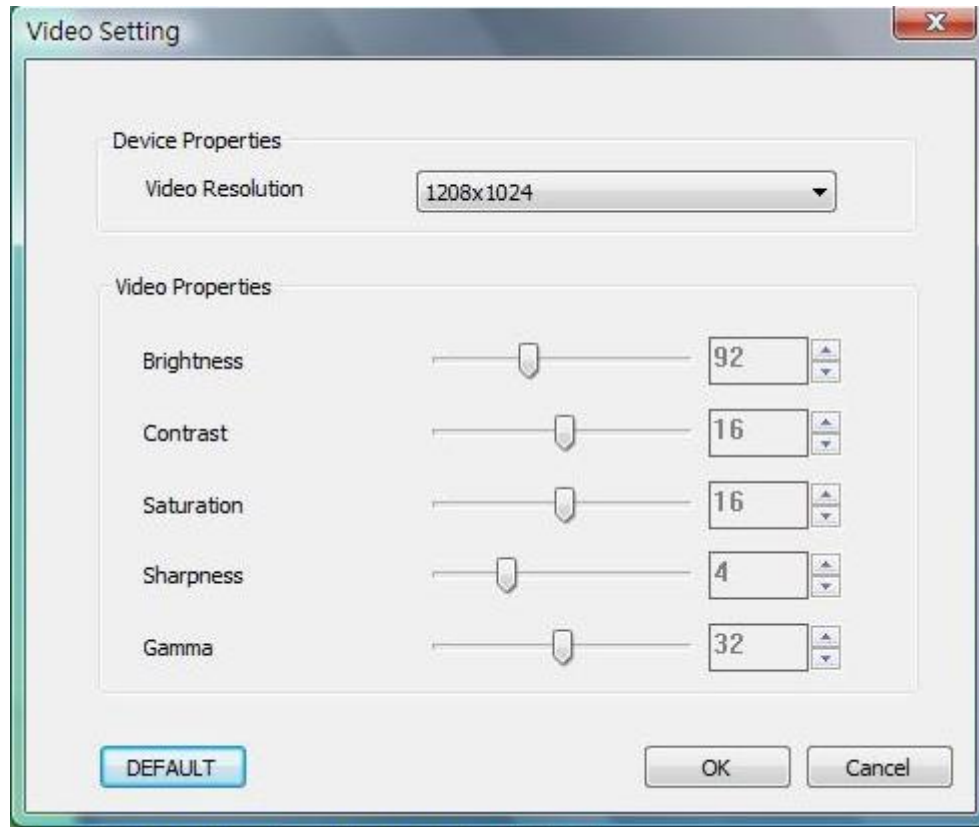 Video Setting
Device Properties
Video Resolution 1208x1024
Video Properties
Brightness 92
Contrast 16
Saturation 16
Sharpness 4
Gamma 32
DEFAULT OK Cancel